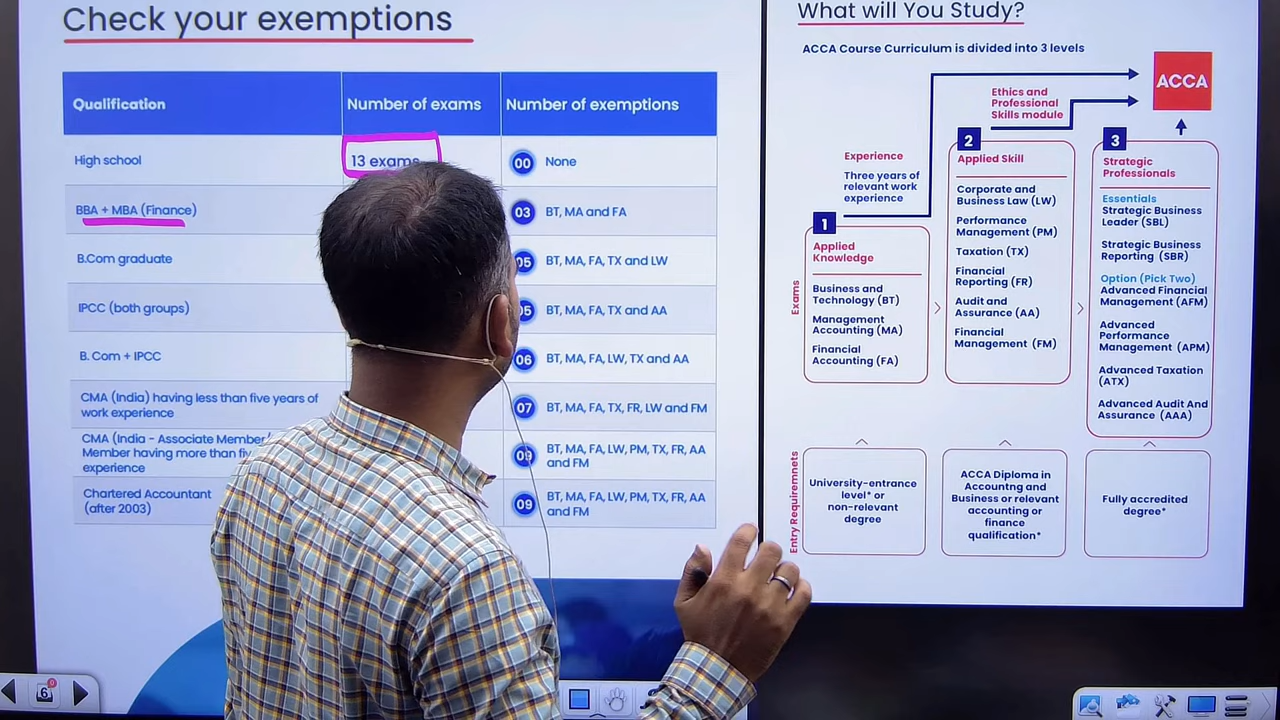 Check your exemptions
Qualification Number of exams Number of exemptions
High school 13 exams 00 None
BBA + MBA (Finance) 03 BT, MA and FA
B.Com graduate 05 BT, MA, FA, TX and LW
IPCC (both groups) 05 BT, MA, FA, TX and AA
B. Com + IPCC 06 BT, MA, FA, LW, TX and AA
CMA (India) having less than five years of
work experience
07 BT, MA, FA, TX, FR, LW and FM
CMA (India - Associate Member/
Member having more than
experience
09 BT, MA, FA, LW, PM, TX, FR, AA
and FM
Chartered Accountant
(after 2003)
09 BT, MA, FA, LW, PM, TX, FR, AA
and FM
6
What will You Study?
ACCA Course Curriculum is divided into 3 levels
ACCA
Ethics and
Professional
Skills module
Experience
Three years of
relevant work
experience
Exams
1
Applied
Knowledge
Business and
Technology (BT)
Management
Accounting (MA)
Financial
Accounting (FA)
2
Applied Skill
Corporate and
Business Law (LW)
Performance
Management (PM)
Taxation (TX)
Financial
Reporting (FR)
Audit and
Assurance (AA)
Financial
Management (FM)
3
Strategic
Professionals
Essentials
Strategic Business
Leader (SBL)
Strategic Business
Reporting (SBR)
Option (Pick Two)
Advanced Financial
Management (AFM)
Advanced
Performance
Management (APM)
Advanced Taxation
(ATX)
Advanced Audit And
Assurance (AAA)
Entry Requiremnets
University-entrance
level* or
non-relevant
degree
ACCA Diploma in
Accountng and
Business or relevant
accounting or
finance
qualification*
Fully accredited
degree*